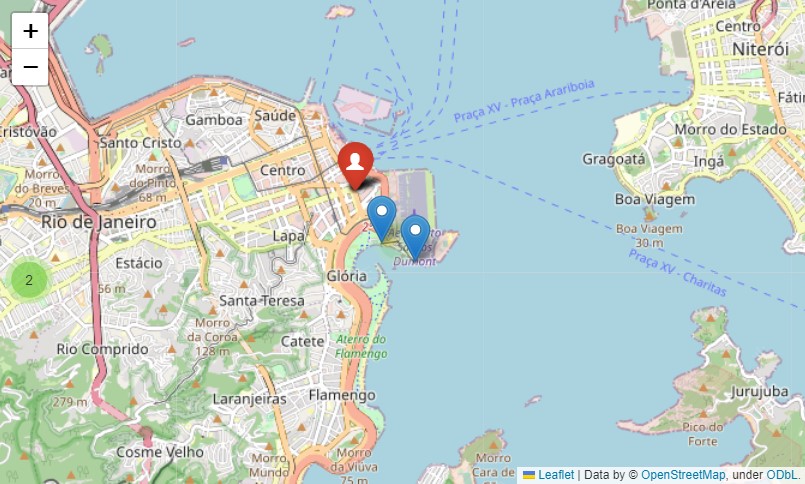 Ponta d'Areia
+
Centro
Niterói
−
Praça XV - Praça Arariboia
Fáti
Saúde
Gamboa
Morro do Estado
Cristóvão
Santo Cristo
2
Gragoatá
Ingá
Centro
Morro
do Breves
20 m
Morro
do Pinto
68 m
Boa Viagem
Rio de Janeiro
Boa Viagem
30 m
Lapa
2
Santos
Dumont
Estácio
Praça XV - Charitas
Glória
2
56 m
Santa Teresa
Morro
da Coroa
128 m
Catete
Aterro do
Flamengo
Rio Comprido
Jurujuba
279 m
Laranjeiras
Flamengo
Pico do
Forte
Cosme Velho
Morro
Mundo
Morro
da Viúva
75 m
Morro
Cara de
Leaflet | Data by © OpenStreetMap, under ODbL.